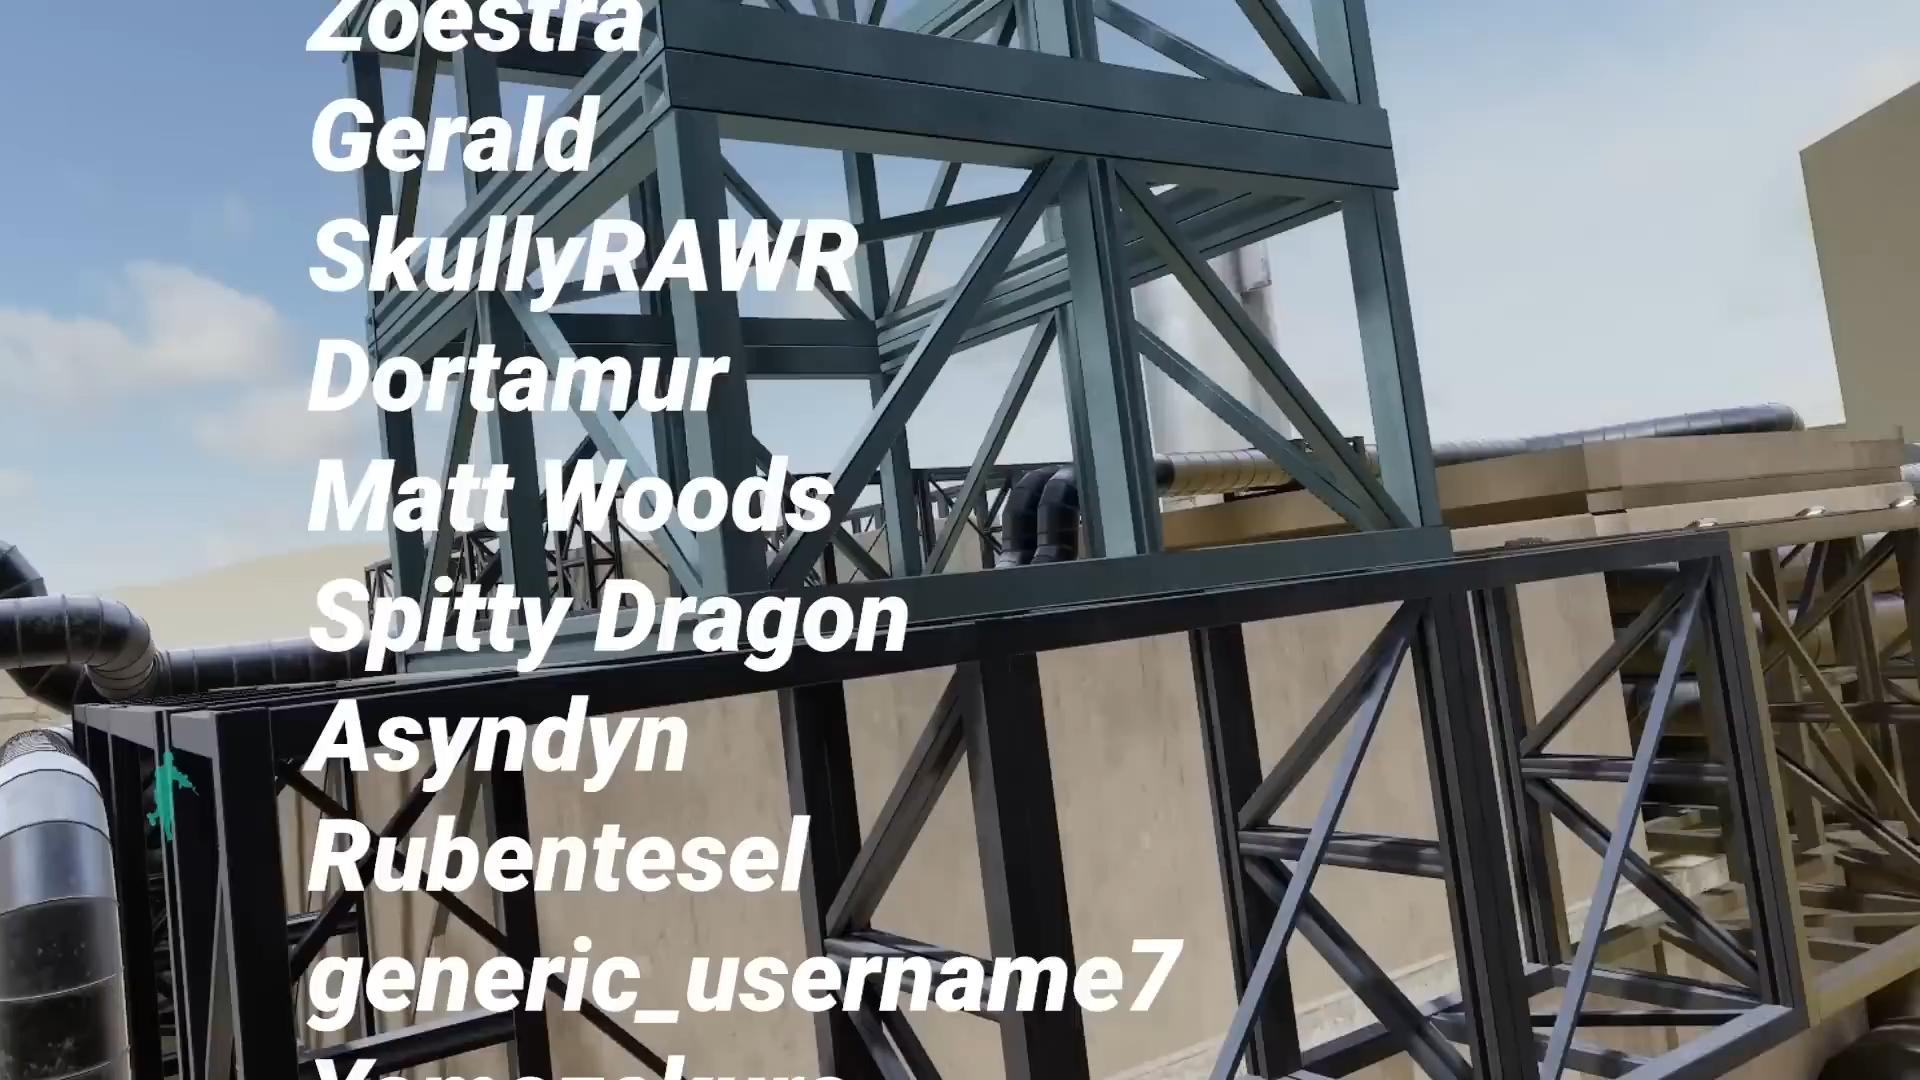 Zoestra
Gerald
SkullyRAWR
Dortamur
Matt Woods
Spitty Dragon
Asyndyn
Rubentesel
generic_username7